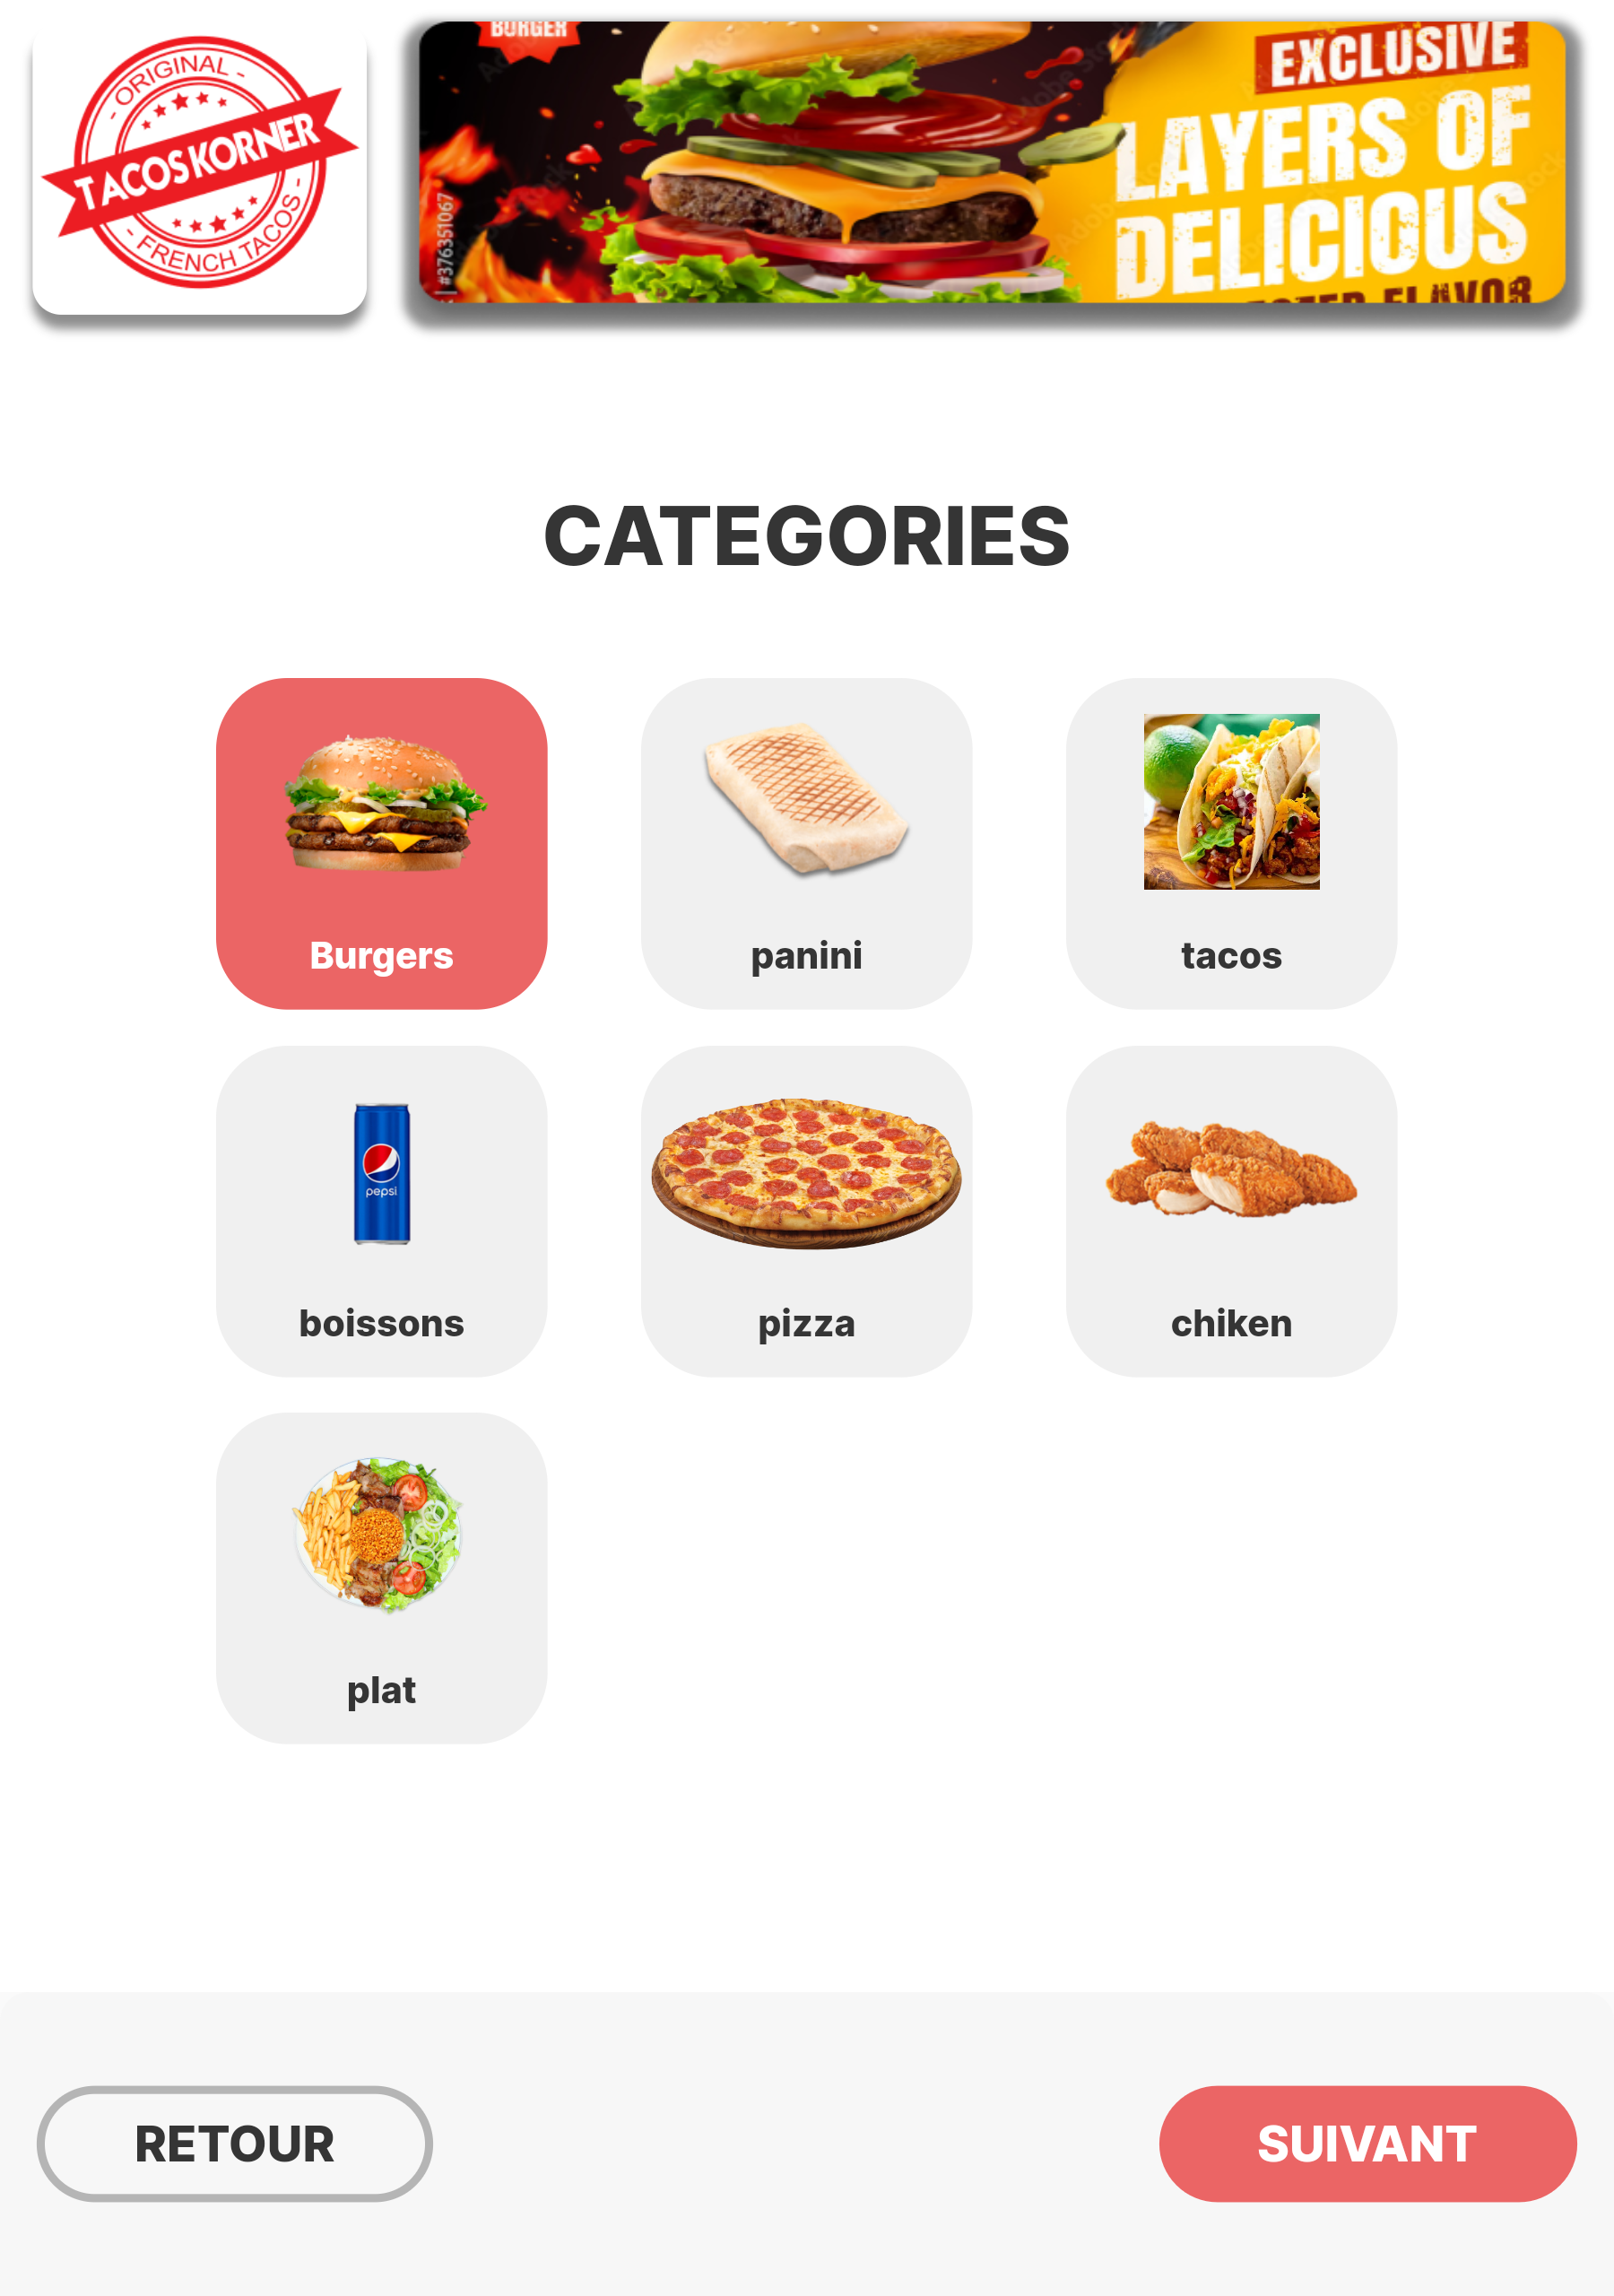 - ORIGINAL -
TACOS KORNER
- FRENCH TACOS -
BURGER
| #376351067
EXCLUSIVE
LAYERS OF
DELICIOUS
FLAVOR
CATEGORIES
Burgers
panini
tacos
pepsi
boissons
pizza
chiken
plat
RETOUR
SUIVANT